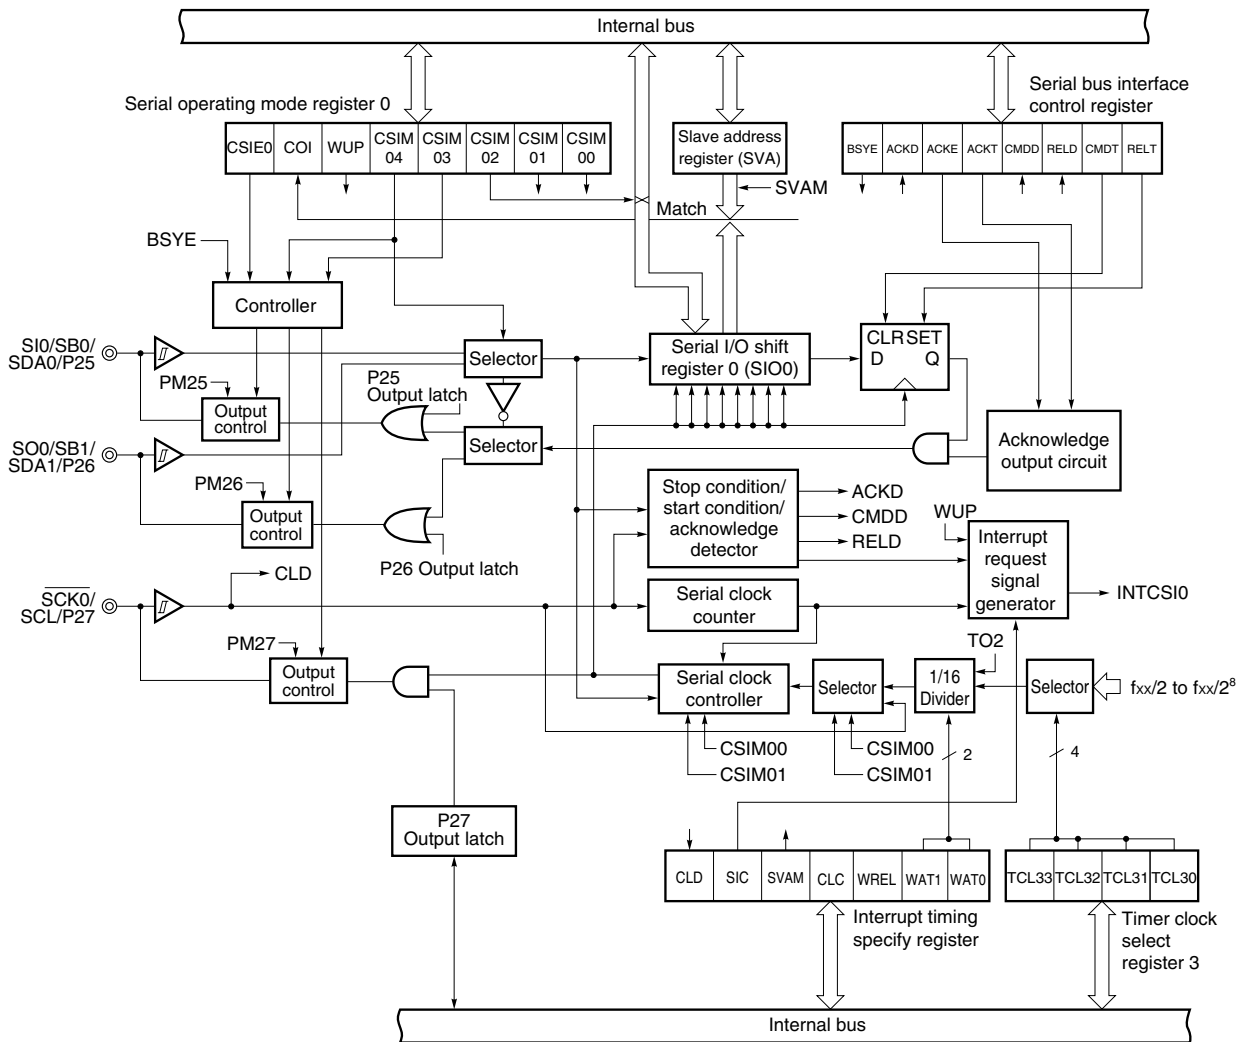 Internal bus
Serial operating mode register 0
CSIE0
COI
WUP
CSIM
04
CSIM
03
CSIM
02
CSIM
01
CSIM
00
Slave address
register (SVA)
SVAM
Match
Serial bus interface
control register
BSYE
ACKD
ACKE
ACKT
CMDD
RELD
CMDT
RELT
BSYE
Controller
SI0/SB0/
SDA0/P25
PM25
Output
control
P25
Output latch
Selector
Selector
Serial I/O shift
register 0 (SIO0)
CLR SET
D Q
Acknowledge
output circuit
SO0/SB1/
SDA1/P26
PM26
Output
control
P26 Output latch
Stop condition/
start condition/
acknowledge
detector
ACKD
CMDD
RELD
WUP
Interrupt
request
signal
generator
INTCSI0
CLD
SCK0/
SCL/P27
Serial clock
counter
PM27
Output
control
Serial clock
controller
Selector
TO2
1/16
Divider
Selector
fxx/2 to fxx/2⁸
CSIM00
CSIM01
CSIM00
CSIM01
2
4
P27
Output latch
CLD
SIC
SVAM
CLC
WREL
WAT1
WAT0
TCL33
TCL32
TCL31
TCL30
Interrupt timing
specify register
Timer clock
select
register 3
Internal bus